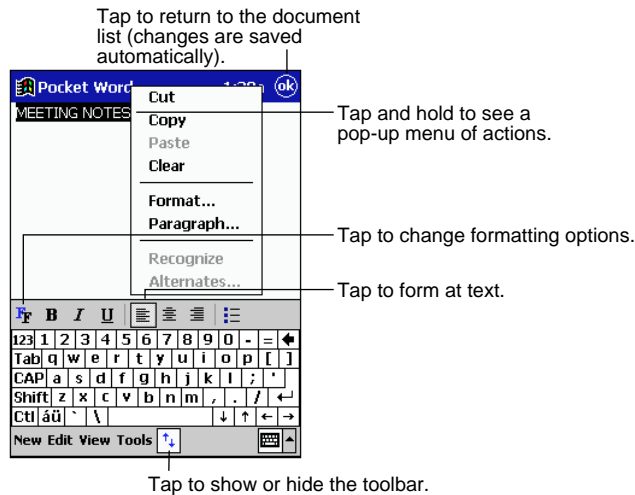 Tap to return to the document
list (changes are saved
automatically).
Pocket Word
ok
MEETING NOTES
Cut
Copy
Paste
Clear
Format...
Paragraph...
Recognize
Alternates...
Tap and hold to see a
pop-up menu of actions.
Tap to change formatting options.
Tap to form at text.
FF B I U
123 1 2 3 4 5 6 7 8 9 0 - =
Tab q w e r t y u i o p [ ]
CAP a s d f g h j k l ; '
Shift z x c v b n m , . /
Ctl áü ` \ ↓ ↑ ← →
New Edit View Tools
Tap to show or hide the toolbar.